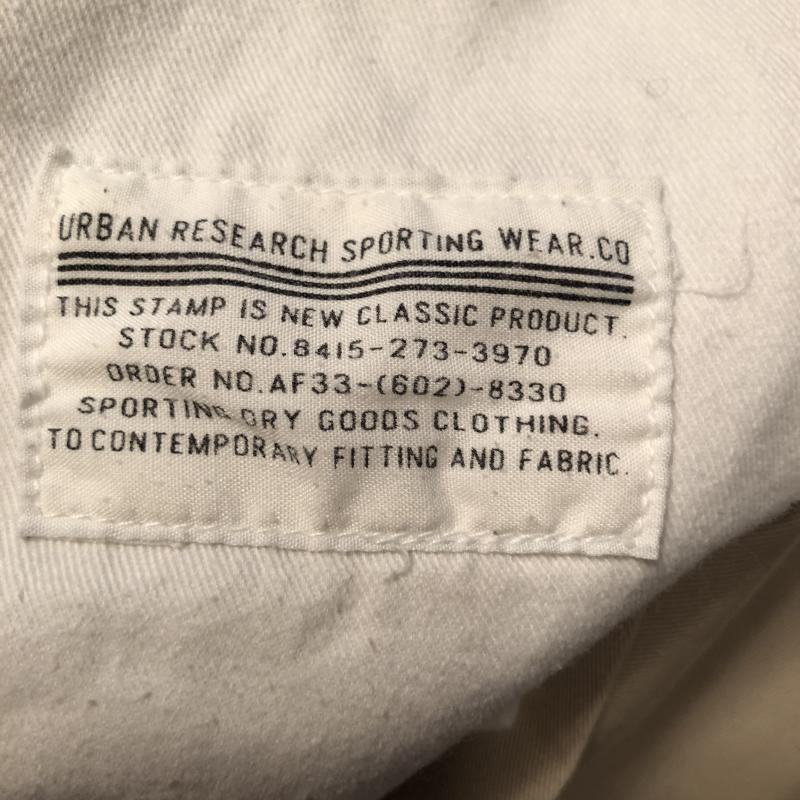 URBAN RESEARCH SPORTING WEAR.CO
THIS STAMP IS NEW CLASSIC PRODUCT.
STOCK NO.8415-273-3970
ORDER NO.AF33-(602)-8330
SPORTING DRY GOODS CLOTHING.
TO CONTEMPORARY FITTING AND FABRIC.